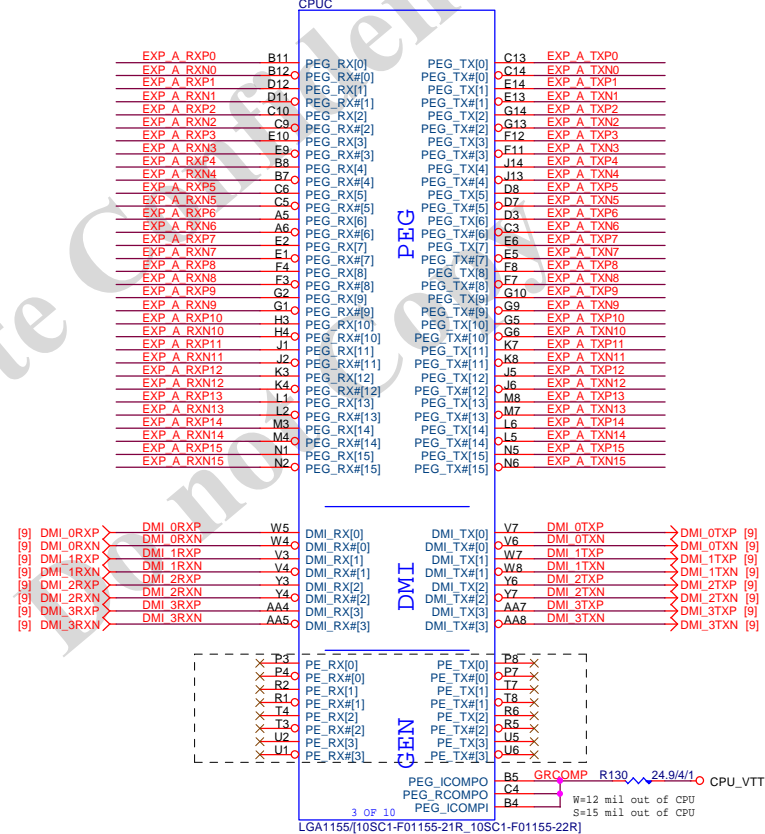 CPUC
EXP_A_RXP0 B11 PEG_RX[0] PEG_TX[0] C13 EXP_A_TXP0
EXP_A_RXN0 B12 PEG_RX#[0] PEG_TX#[0] C14 EXP_A_TXN0
EXP_A_RXP1 D12 PEG_RX[1] PEG_TX[1] E14 EXP_A_TXP1
EXP_A_RXN1 D11 PEG_RX#[1] PEG_TX#[1] E13 EXP_A_TXN1
EXP_A_RXP2 C10 PEG_RX[2] PEG_TX[2] G14 EXP_A_TXP2
EXP_A_RXN2 C9 PEG_RX#[2] PEG_TX#[2] G13 EXP_A_TXN2
EXP_A_RXP3 E10 PEG_RX[3] PEG_TX[3] F12 EXP_A_TXP3
EXP_A_RXN3 E9 PEG_RX#[3] PEG_TX#[3] F11 EXP_A_TXN3
EXP_A_RXP4 B8 PEG_RX[4] PEG_TX[4] J14 EXP_A_TXP4
EXP_A_RXN4 B7 PEG_RX#[4] PEG_TX#[4] J13 EXP_A_TXN4
EXP_A_RXP5 C6 PEG_RX[5] PEG_TX[5] D8 EXP_A_TXP5
EXP_A_RXN5 C5 PEG_RX#[5] PEG_TX#[5] D7 EXP_A_TXN5
EXP_A_RXP6 A5 PEG_RX[6] PEG_TX[6] D3 EXP_A_TXP6
EXP_A_RXN6 A6 PEG_RX#[6] PEG_TX#[6] C3 EXP_A_TXN6
EXP_A_RXP7 E2 PEG_RX[7] PEG_TX[7] E6 EXP_A_TXP7
EXP_A_RXN7 E1 PEG_RX#[7] PEG_TX#[7] E5 EXP_A_TXN7
EXP_A_RXP8 F4 PEG_RX[8] PEG_TX[8] F8 EXP_A_TXP8
EXP_A_RXN8 F3 PEG_RX#[8] PEG_TX#[8] F7 EXP_A_TXN8
EXP_A_RXP9 G2 PEG_RX[9] PEG_TX[9] G10 EXP_A_TXP9
EXP_A_RXN9 G1 PEG_RX#[9] PEG_TX#[9] G9 EXP_A_TXN9
EXP_A_RXP10 H3 PEG_RX[10] PEG_TX[10] G5 EXP_A_TXP10
EXP_A_RXN10 H4 PEG_RX#[10] PEG_TX#[10] G6 EXP_A_TXN10
EXP_A_RXP11 J1 PEG_RX[11] PEG_TX[11] K7 EXP_A_TXP11
EXP_A_RXN11 J2 PEG_RX#[11] PEG_TX#[11] K8 EXP_A_TXN11
EXP_A_RXP12 K3 PEG_RX[12] PEG_TX[12] J5 EXP_A_TXP12
EXP_A_RXN12 K4 PEG_RX#[12] PEG_TX#[12] J6 EXP_A_TXN12
EXP_A_RXP13 L1 PEG_RX[13] PEG_TX[13] M8 EXP_A_TXP13
EXP_A_RXN13 L2 PEG_RX#[13] PEG_TX#[13] M7 EXP_A_TXN13
EXP_A_RXP14 M3 PEG_RX[14] PEG_TX[14] L6 EXP_A_TXP14
EXP_A_RXN14 M4 PEG_RX#[14] PEG_TX#[14] L5 EXP_A_TXN14
EXP_A_RXP15 N1 PEG_RX[15] PEG_TX[15] N5 EXP_A_TXP15
EXP_A_RXN15 N2 PEG_RX#[15] PEG_TX#[15] N6 EXP_A_TXN15
PEG
[9] DMI_0RXP DMI_0RXP W5 DMI_RX[0] DMI_TX[0] V7 DMI_0TXP DMI_0TXP [9]
[9] DMI_0RXN DMI_0RXN W4 DMI_RX#[0] DMI_TX#[0] V6 DMI_0TXN DMI_0TXN [9]
[9] DMI_1RXP DMI_1RXP V3 DMI_RX[1] DMI_TX[1] W7 DMI_1TXP DMI_1TXP [9]
[9] DMI_1RXN DMI_1RXN V4 DMI_RX#[1] DMI_TX#[1] W8 DMI_1TXN DMI_1TXN [9]
[9] DMI_2RXP DMI_2RXP Y3 DMI_RX[2] DMI_TX[2] Y6 DMI_2TXP DMI_2TXP [9]
[9] DMI_2RXN DMI_2RXN Y4 DMI_RX#[2] DMI_TX#[2] Y7 DMI_2TXN DMI_2TXN [9]
[9] DMI_3RXP DMI_3RXP AA4 DMI_RX[3] DMI_TX[3] AA7 DMI_3TXP DMI_3TXP [9]
[9] DMI_3RXN DMI_3RXN AA5 DMI_RX#[3] DMI_TX#[3] AA8 DMI_3TXN DMI_3TXN [9]
DMI
P3 PE_RX[0] PE_TX[0] P8
P4 PE_RX#[0] PE_TX#[0] P7
R2 PE_RX[1] PE_TX[1] T7
R1 PE_RX#[1] PE_TX#[1] T8
T4 PE_RX[2] PE_TX[2] R6
T3 PE_RX#[2] PE_TX#[2] R5
U2 PE_RX[3] PE_TX[3] U5
U1 PE_RX#[3] PE_TX#[3] U6
GEN
PEG_ICOMPO B5 GRCOMP R130 24.9/4/1 CPU_VTT
PEG_RCOMPO C4
PEG_ICOMPI B4
W=12 mil out of CPU
S=15 mil out of CPU
3 OF 10
LGA1155/[10SC1-F01155-21R_10SC1-F01155-22R]
Do not Copy